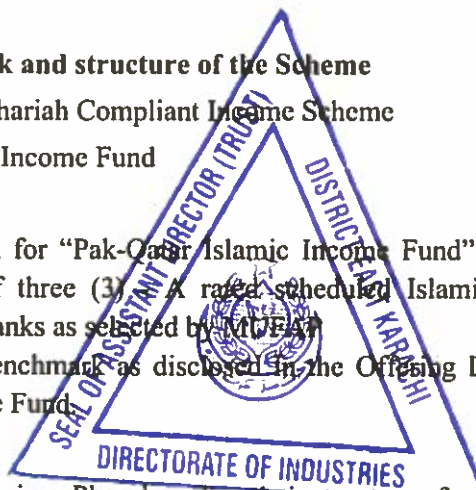 k and structure of the Scheme
hariah Compliant Income Scheme
Income Fund
for “Pak-Qatar Islamic Income Fund”
f three (3) A rated scheduled Islami
anks as selected by MUFAP
enchmark as disclosed in the Offering D
e Fund.
SEAL OF ASSISTANT DIRECTOR (TRUST)
DISTRICT EAST KARACHI
DIRECTORATE OF INDUSTRIES